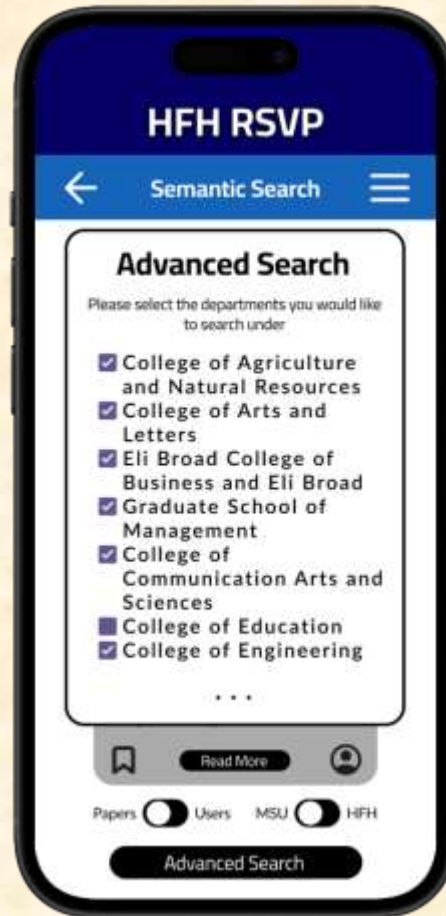 HFH RSVP
Semantic Search
Advanced Search
Please select the departments you would like
to search under
College of Agriculture
and Natural Resources
College of Arts and
Letters
Eli Broad College of
Business and Eli Broad
Graduate School of
Management
College of
Communication Arts and
Sciences
College of Education
College of Engineering
. . .
Read More
Papers Users MSU HFH
Advanced Search